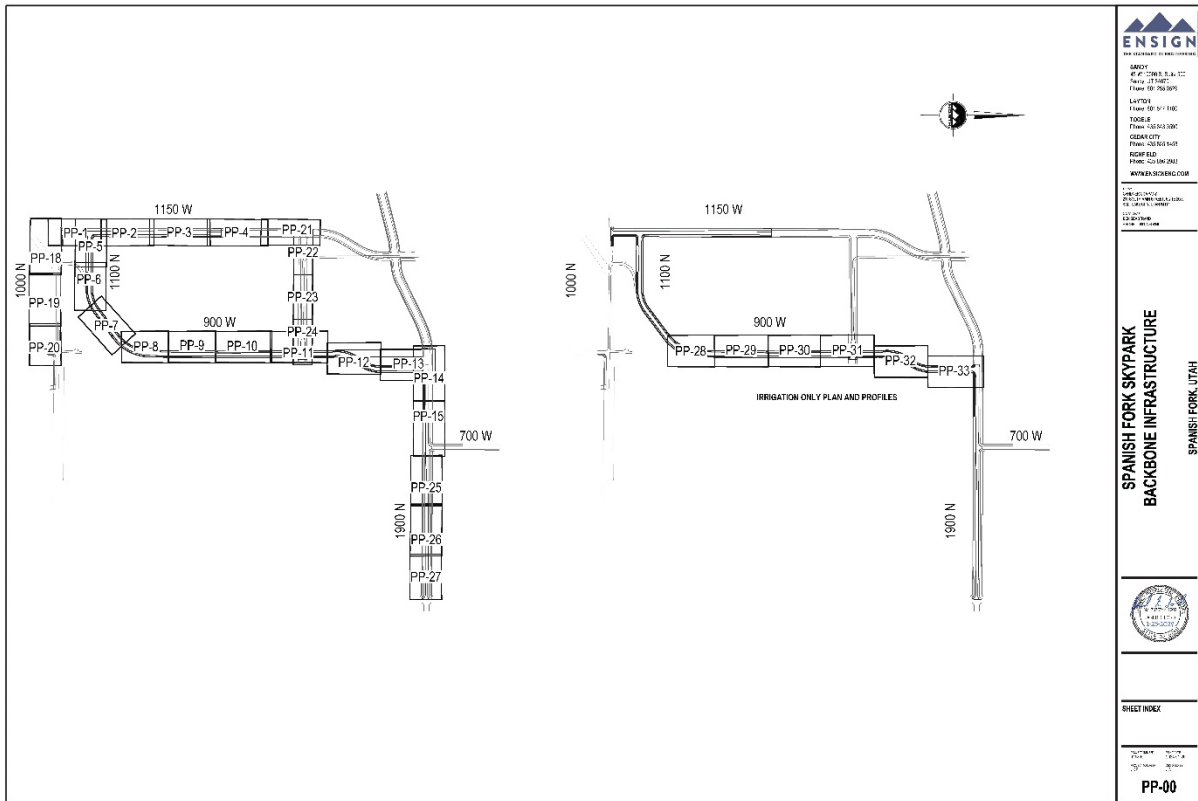 1150 W
PP-1
PP-2
PP-3
PP-4
PP-21
PP-5
PP-22
PP-18
PP-6
1100 N
1000 N
PP-19
PP-23
PP-7
900 W
PP-20
PP-8
PP-9
PP-10
PP-24
PP-11
PP-12
PP-13
PP-14
PP-15
700 W
PP-25
1900 N
PP-26
PP-27
1150 W
1000 N
1100 N
900 W
PP-28
PP-29
PP-30
PP-31
PP-32
PP-33
IRRIGATION ONLY PLAN AND PROFILES
700 W
1900 N
ENSIGN
SANDY
LAYTON
TOOELE
CEDAR CITY
RICHFIELD
WWW.ENSIGNENG.COM
SPANISH FORK SKYPARK
BACKBONE INFRASTRUCTURE
SPANISH FORK, UTAH
SHEET INDEX
PP-00